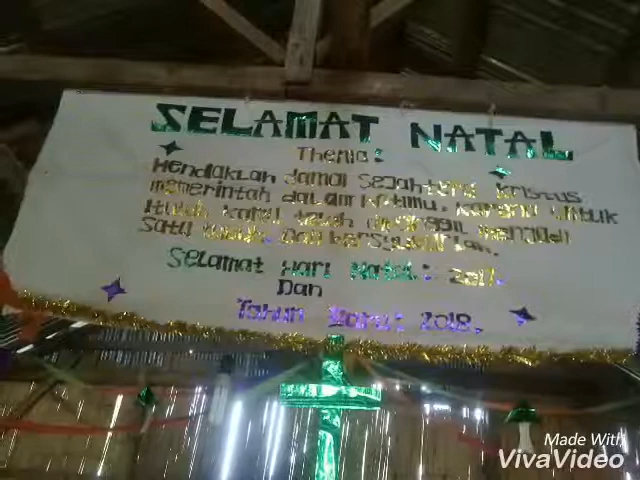 SELAMAT NATAL
Thema:
Hendaklah damai Sejahtera Kristus
memerintah dalam hatimu, karena untuk
itulah kamu telah dipanggil menjadi
satu tubuh. Dan bersyukurlah.
Selamat Hari Natal: 2017.
Dan
Tahun Baru: 2018.
Made With
VivaVideo